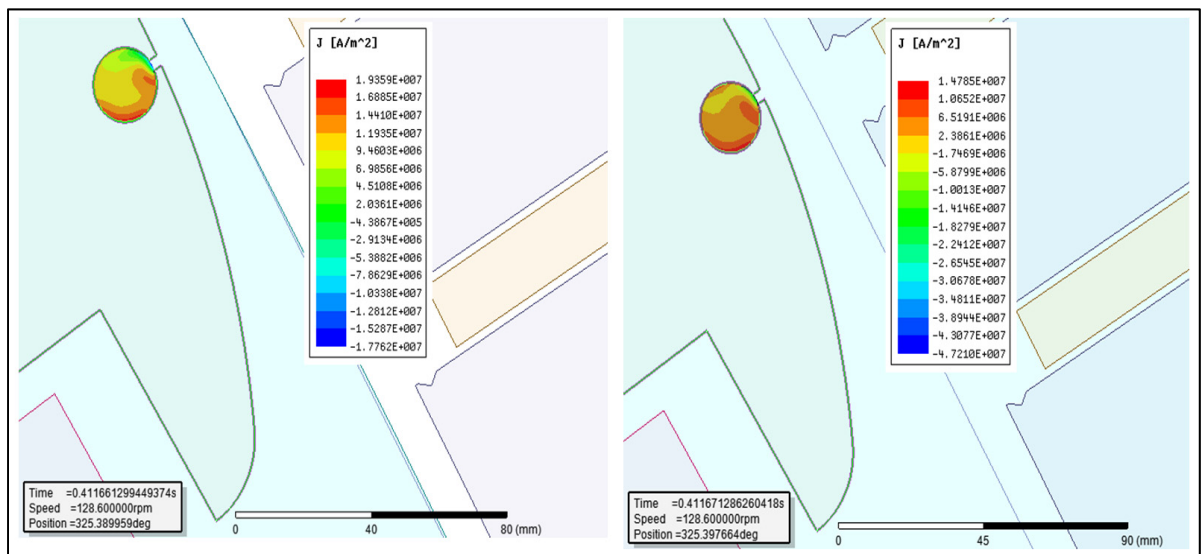 J [A/m^2]
1.9359E+007
1.6885E+007
1.4410E+007
1.1935E+007
9.4603E+006
6.9856E+006
4.5108E+006
2.0361E+006
-4.3867E+005
-2.9134E+006
-5.3882E+006
-7.8629E+006
-1.0338E+007
-1.2812E+007
-1.5287E+007
-1.7762E+007
Time =0.411661299449374s
Speed =128.600000rpm
Position =325.389959deg
0 40 80 (mm)
J [A/m^2]
1.4785E+007
1.0652E+007
6.5191E+006
2.3861E+006
-1.7469E+006
-5.8799E+006
-1.0013E+007
-1.4146E+007
-1.8279E+007
-2.2412E+007
-2.6545E+007
-3.0678E+007
-3.4811E+007
-3.8944E+007
-4.3077E+007
-4.7210E+007
Time =0.411671286260418s
Speed =128.600000rpm
Position =325.397664deg
0 45 90 (mm)